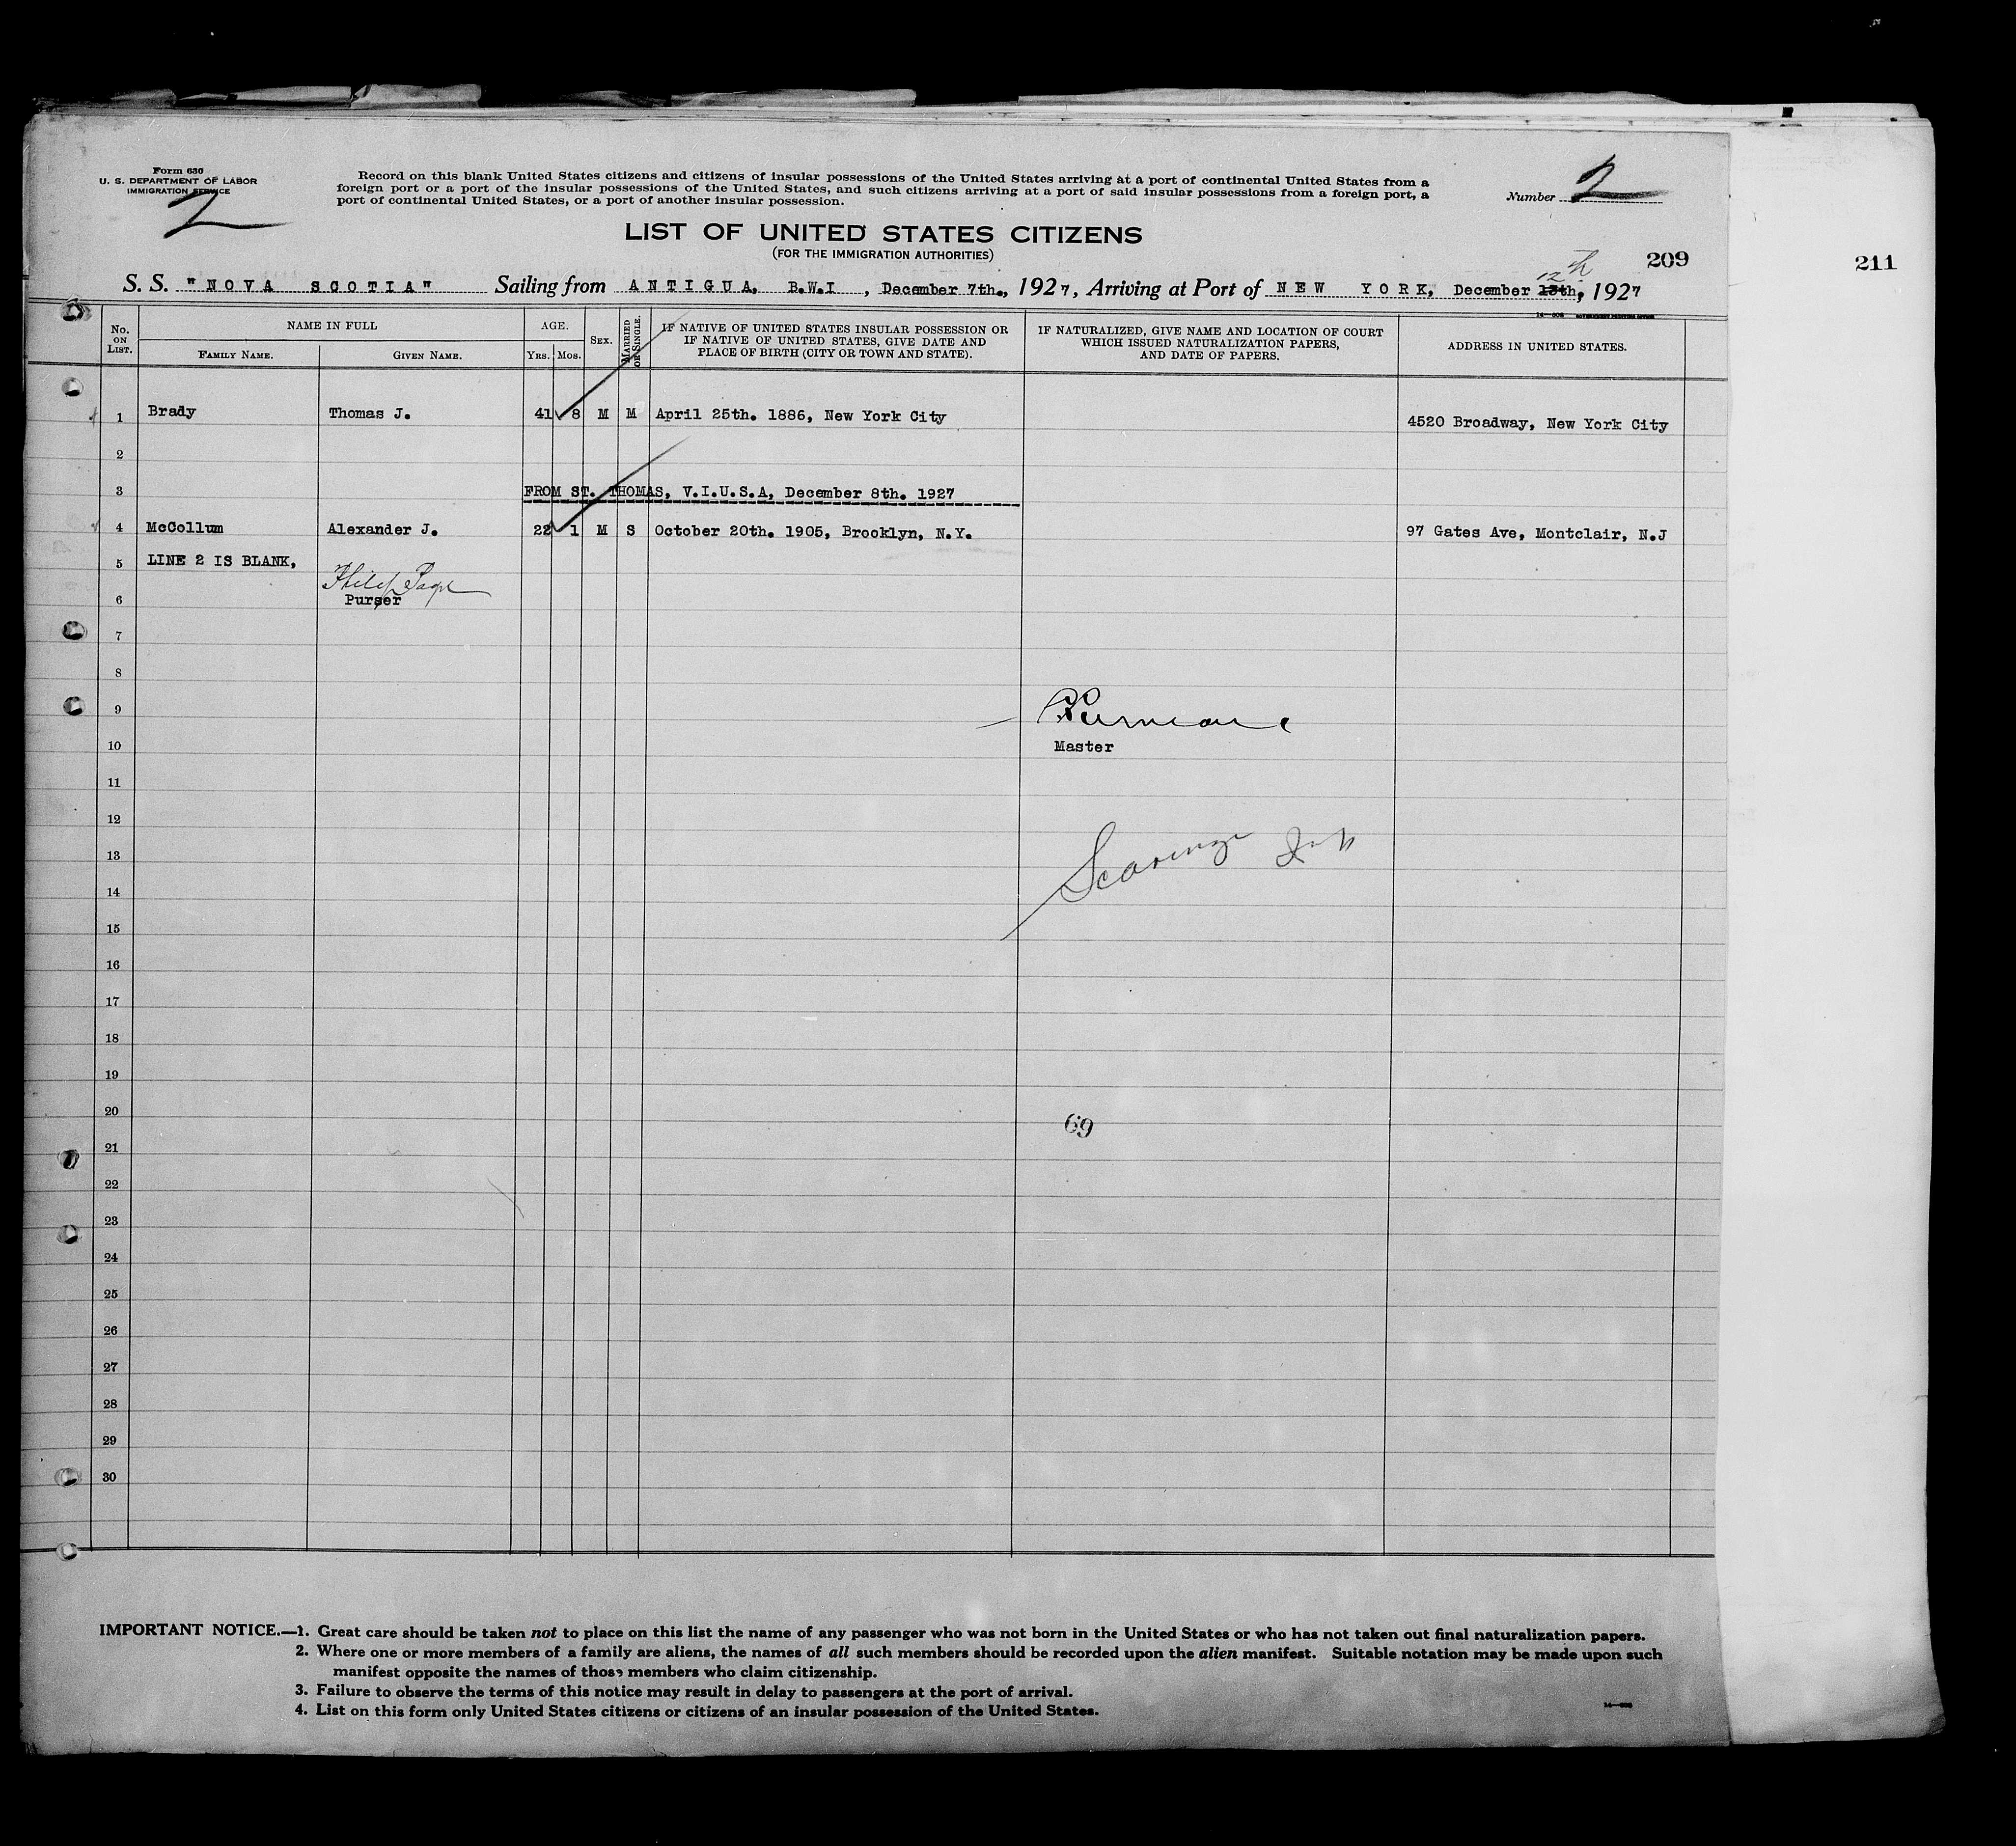 Form 630
U. S. DEPARTMENT OF LABOR
IMMIGRATION SERVICE
2
Record on this blank United States citizens and citizens of insular possessions of the United States arriving at a port of continental United States from a
foreign port or a port of the insular possessions of the United States, and such citizens arriving at a port of said insular possessions from a foreign port, a
port of continental United States, or a port of another insular possession.
Number 2
LIST OF UNITED STATES CITIZENS
(FOR THE IMMIGRATION AUTHORITIES)
209
211
12th
S. S. "NOVA SCOTIA" Sailing from ANTIGUA, B.W.I, December 7th., 1927, Arriving at Port of NEW YORK, December 13th, 1927
No. ON LIST.
NAME IN FULL
FAMILY NAME.
GIVEN NAME.
AGE.
YRS.
MOS.
SEX.
MARRIED OR SINGLE.
IF NATIVE OF UNITED STATES INSULAR POSSESSION OR
IF NATIVE OF UNITED STATES, GIVE DATE AND
PLACE OF BIRTH (CITY OR TOWN AND STATE).
IF NATURALIZED, GIVE NAME AND LOCATION OF COURT
WHICH ISSUED NATURALIZATION PAPERS,
AND DATE OF PAPERS.
ADDRESS IN UNITED STATES.
1 Brady Thomas J. 41 8 M M April 25th. 1886, New York City 4520 Broadway, New York City
2
3 FROM ST. THOMAS, V.I.U.S.A, December 8th. 1927
4 McCollum Alexander J. 22 1 M S October 20th. 1905, Brooklyn, N.Y. 97 Gates Ave, Montclair, N.J
5 LINE 2 IS BLANK,
Philip Page
6 Purser
7
8
9
10 Master
11
12
13
14
15
16
17
18
19
20
69
21
22
23
24
25
26
27
28
29
30
IMPORTANT NOTICE.—1. Great care should be taken not to place on this list the name of any passenger who was not born in the United States or who has not taken out final naturalization papers.
2. Where one or more members of a family are aliens, the names of all such members should be recorded upon the alien manifest. Suitable notation may be made upon such
manifest opposite the names of those members who claim citizenship.
3. Failure to observe the terms of this notice may result in delay to passengers at the port of arrival.
4. List on this form only United States citizens or citizens of an insular possession of the United States.